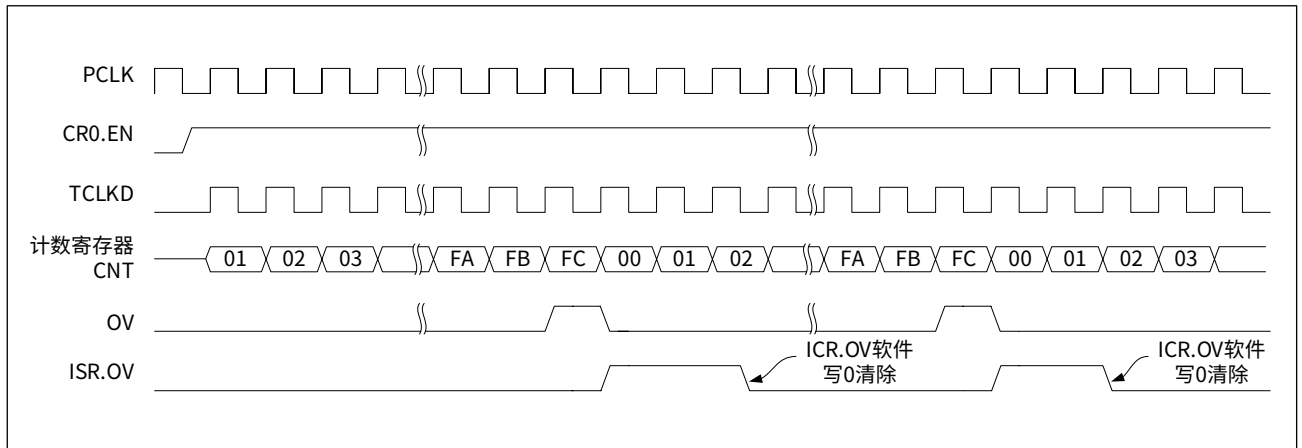 PCLK
CR0.EN
TCLKD
计数寄存器
CNT
01 02 03 FA FB FC 00 01 02 FA FB FC 00 01 02 03
OV
ISR.OV
ICR.OV软件
写0清除
ICR.OV软件
写0清除